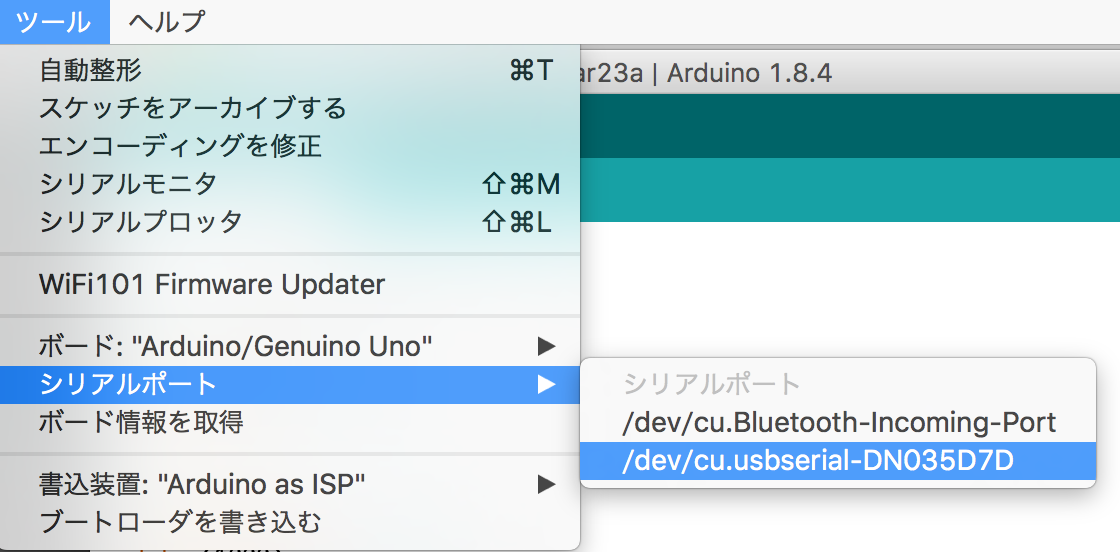 ツール ヘルプ
自動整形 ⌘T
ar23a | Arduino 1.8.4
スケッチをアーカイブする
エンコーディングを修正
シリアルモニタ ⇧⌘M
シリアルプロッタ ⇧⌘L
WiFi101 Firmware Updater
ボード: "Arduino/Genuino Uno" ▶
シリアルポート ▶
シリアルポート
/dev/cu.Bluetooth-Incoming-Port
/dev/cu.usbserial-DN035D7D
ボード情報を取得
書込装置: "Arduino as ISP" ▶
ブートローダを書き込む